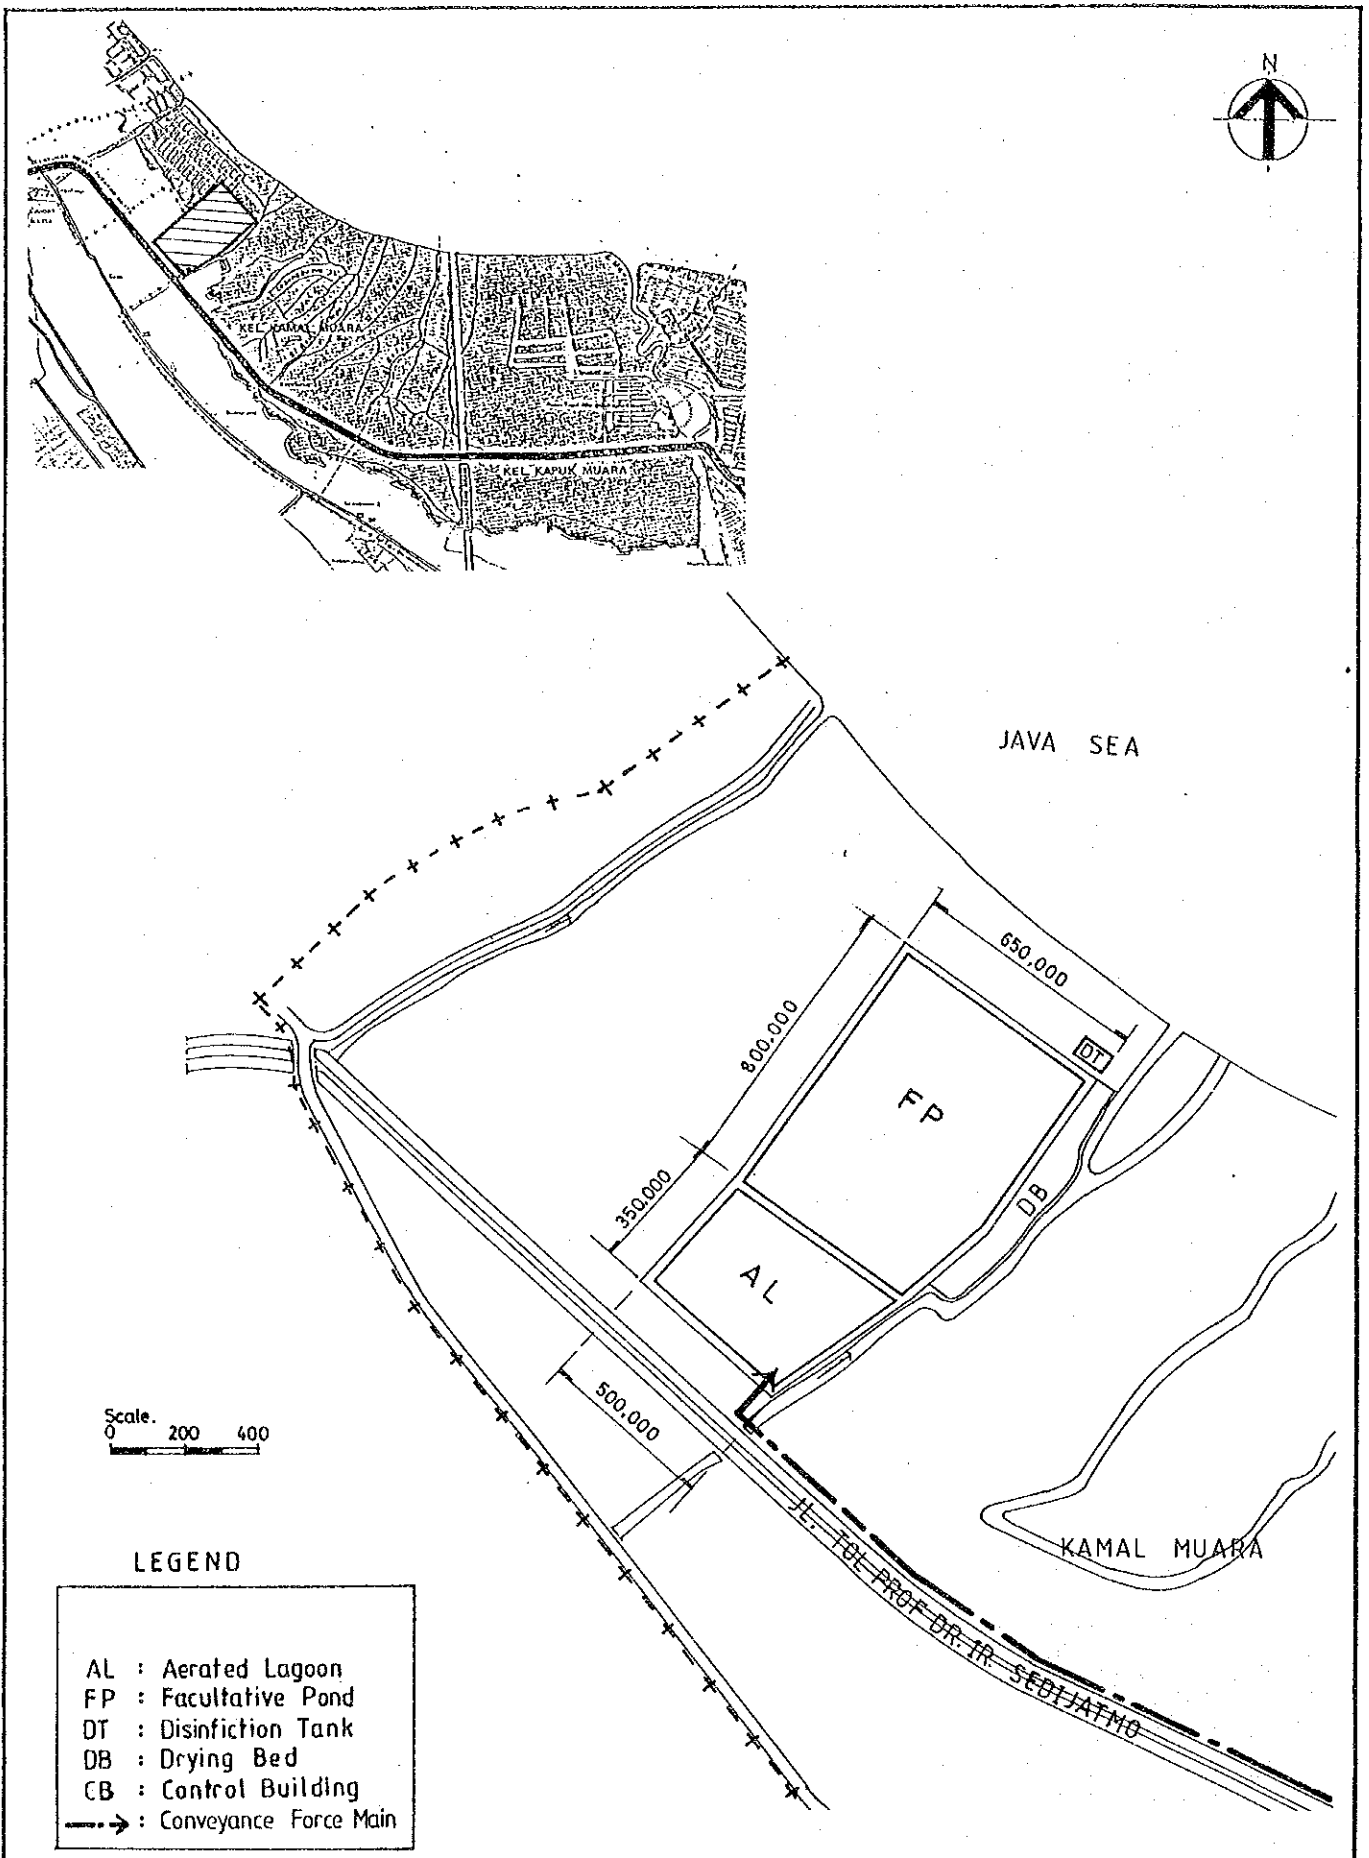 N
KEL. KAMAL MUARA
KEL. KAPUK MUARA
JAVA SEA
650,000
800,000
DT
FP
350,000
DB
AL
500,000
Scale.
0 200 400
JL. TOL PROF DR. IR. SEDIJATMO
KAMAL MUARA
LEGEND
AL : Aerated Lagoon
FP : Facultative Pond
DT : Disinfiction Tank
DB : Drying Bed
CB : Control Building
: Conveyance Force Main